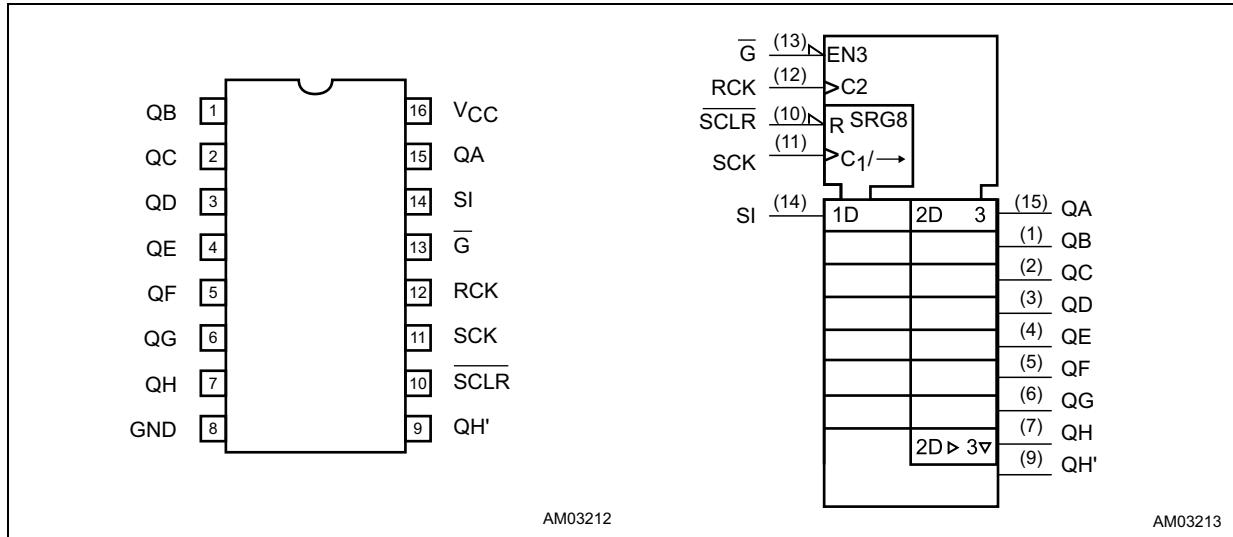 QB 1 16 VCC
QC 2 15 QA
QD 3 14 SI
QE 4 13 G̅
QF 5 12 RCK
QG 6 11 SCK
QH 7 10 S̅C̅L̅R̅
GND 8 9 QH'
AM03212
G̅ (13) EN3
RCK (12) C2
S̅C̅L̅R̅ (10) R SRG8
SCK (11) C1/→
SI (14) 1D 2D 3 (15) QA
(1) QB
(2) QC
(3) QD
(4) QE
(5) QF
(6) QG
2D ▷ 3▽ (7) QH
(9) QH'
AM03213